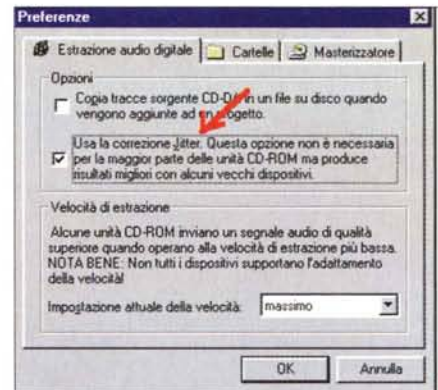 Preferenze
Estrazione audio digitale Cartelle Masterizzatore
Opzioni
Copia tracce sorgente CD-DA in un file su disco quando
vengono aggiunte ad un progetto.
Usa la correzione Jitter. Questa opzione non è necessaria
per la maggior parte delle unità CD-ROM ma produce
risultati migliori con alcuni vecchi dispositivi.
Velocità di estrazione
Alcune unità CD-ROM inviano un segnale audio di qualità
superiore quando operano alla velocità di estrazione più bassa.
NOTA BENE: Non tutti i dispositivi supportano l'adattamento
della velocità!
Impostazione attuale della velocità: massimo
OK Annulla